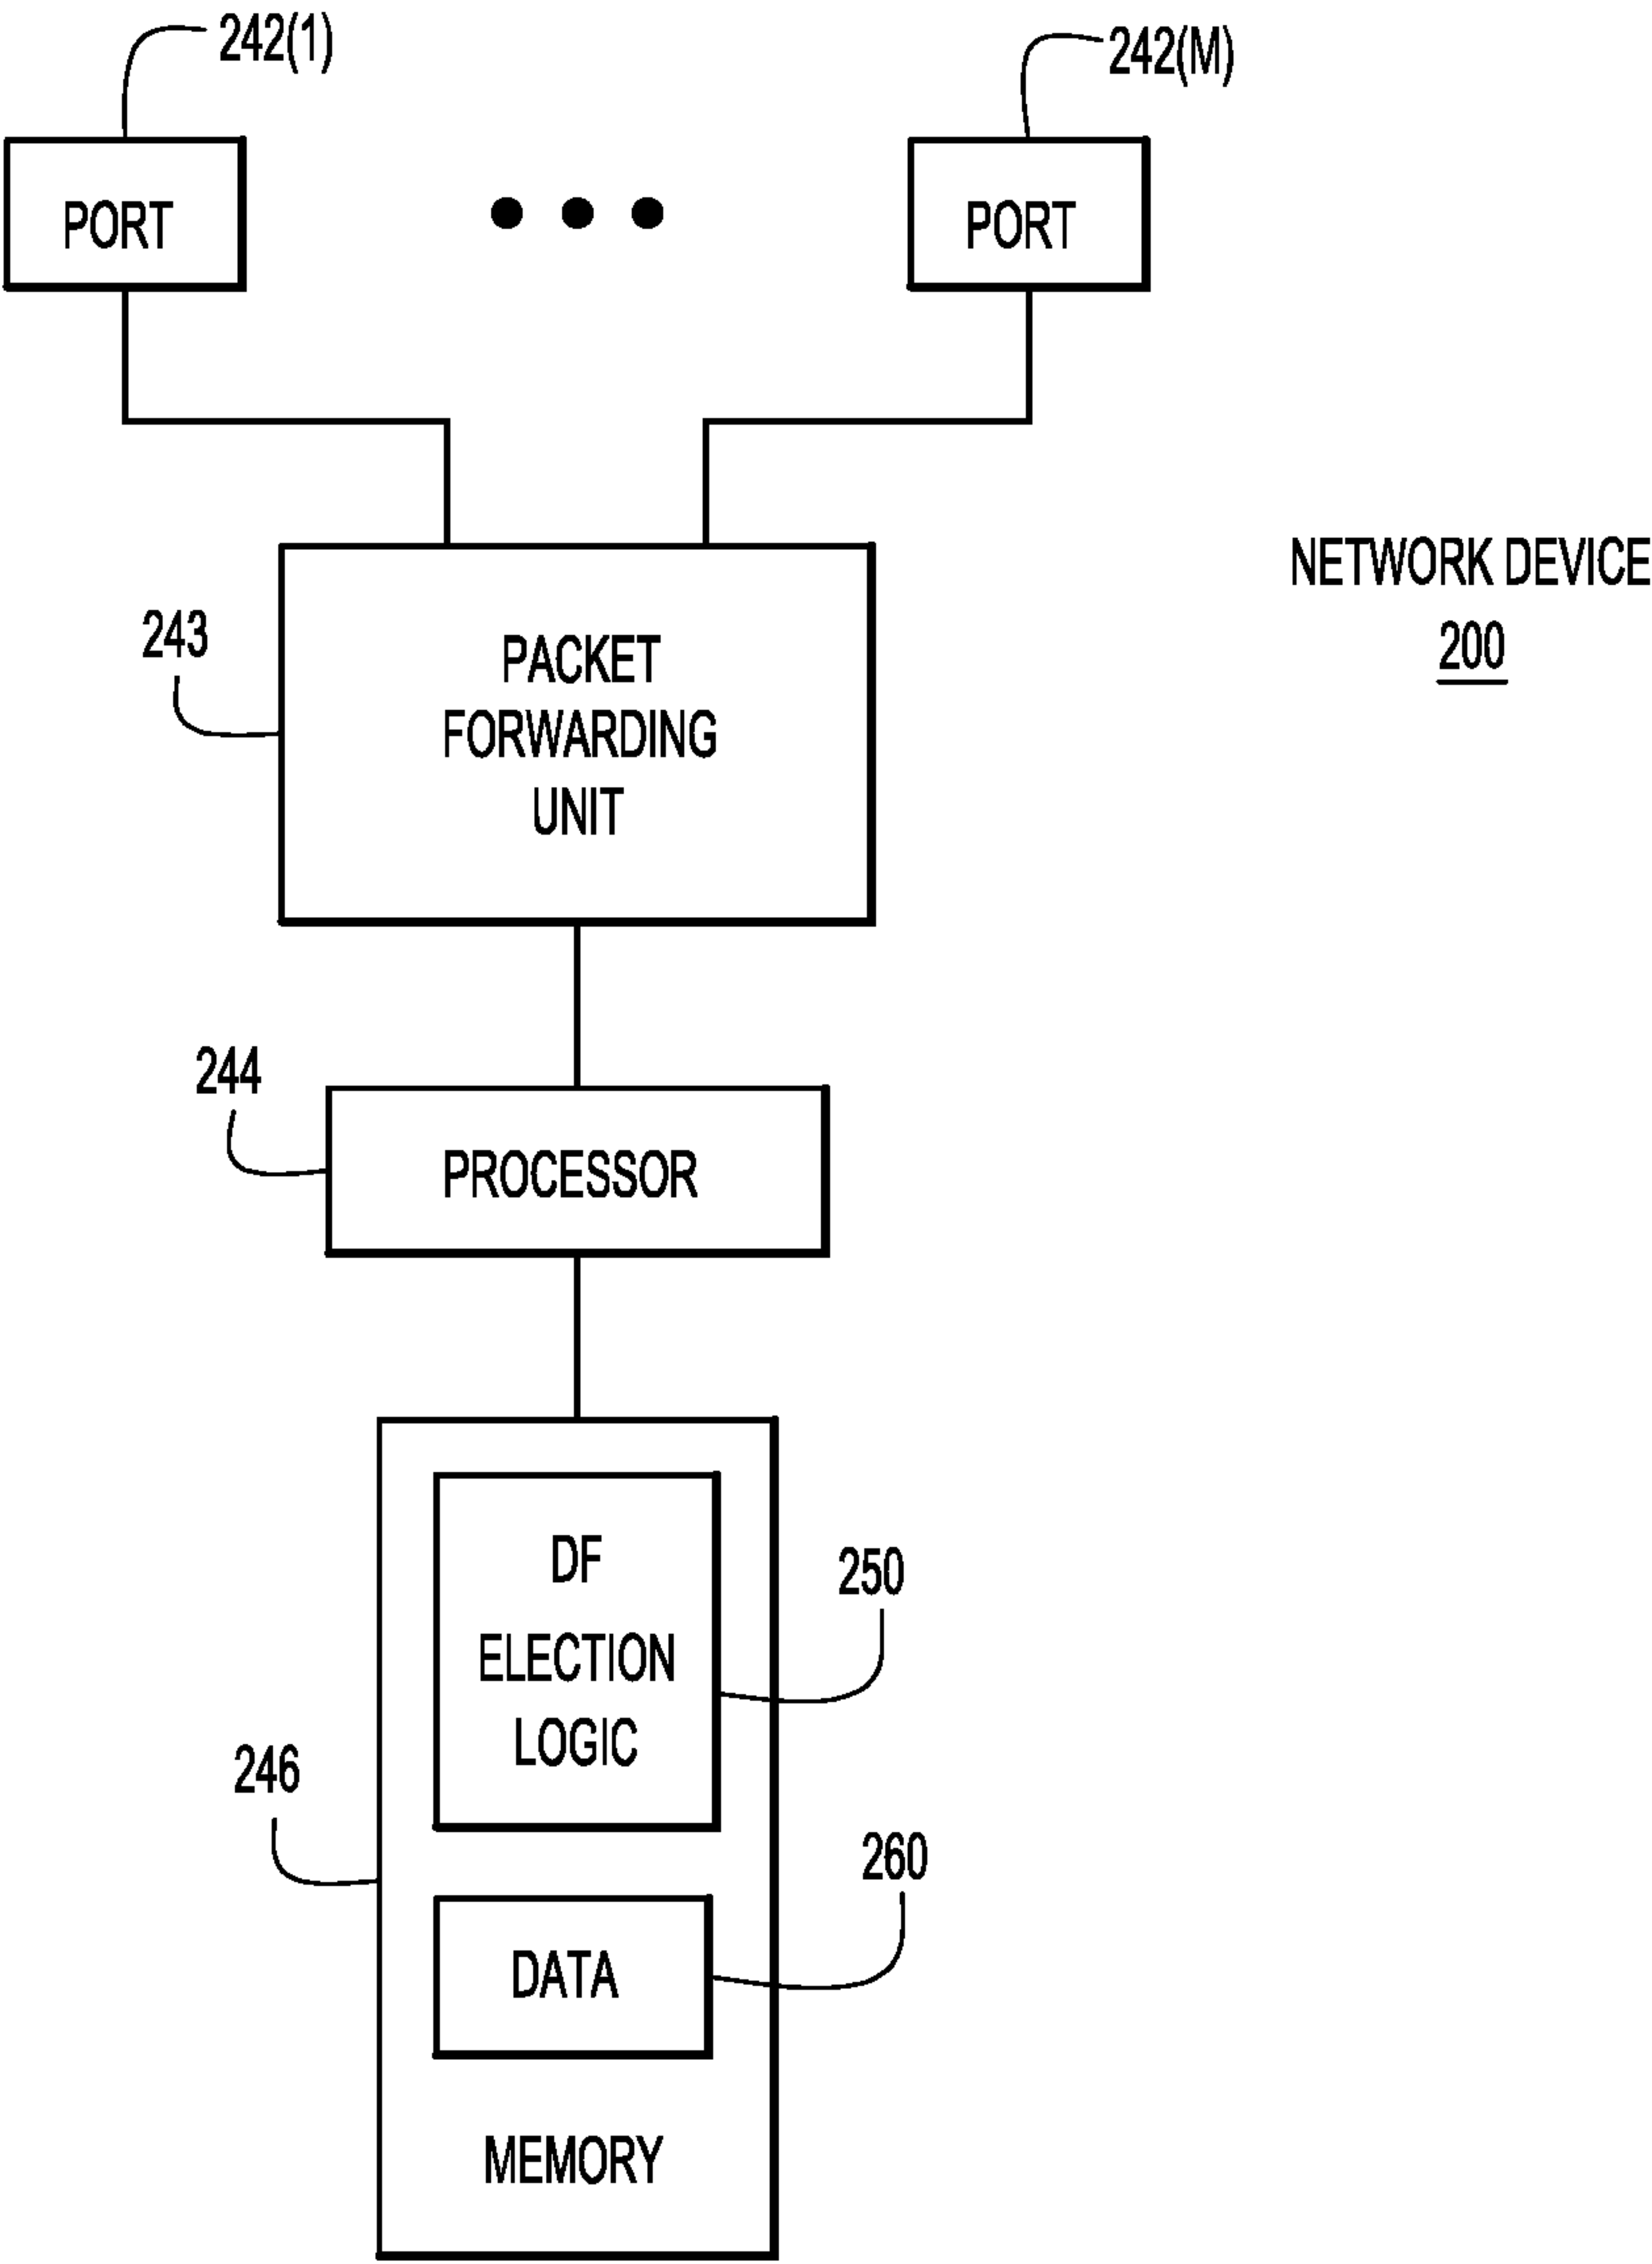 242(1)
242(M)
PORT
PORT
NETWORK DEVICE
200
243
PACKET
FORWARDING
UNIT
244
PROCESSOR
DF
250
ELECTION
LOGIC
246
260
DATA
MEMORY